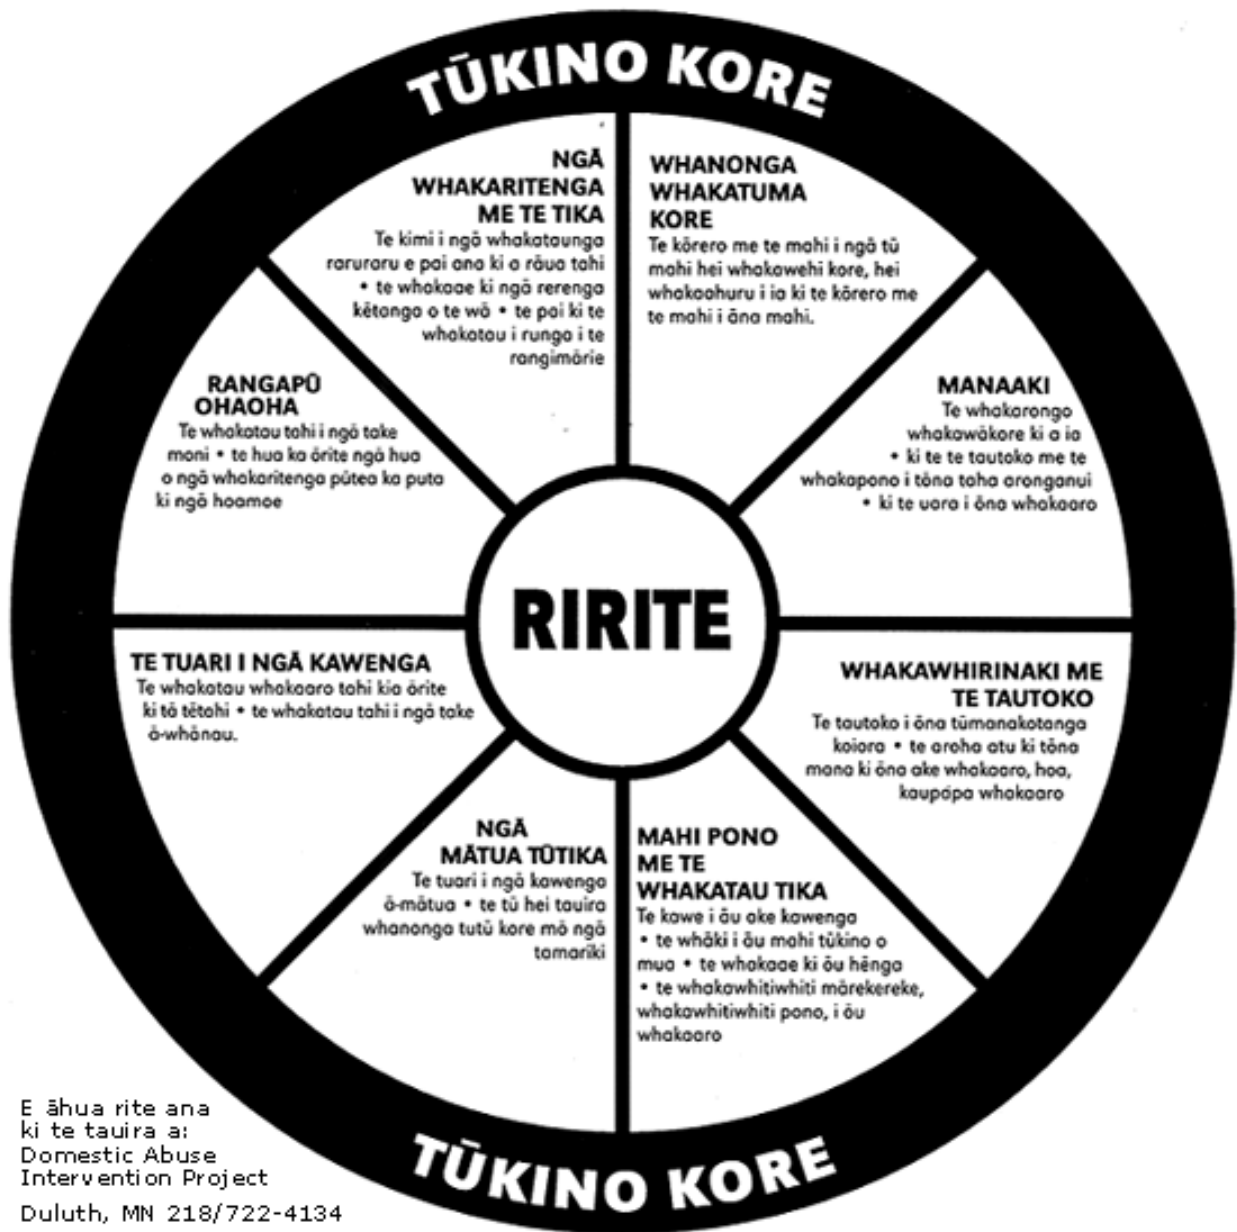 TŪKINO KORE
NGĀ
WHAKARITENGA
ME TE TIKA
Te kimi i ngā whakataunga
raruraru e pai ana ki a rāua tahi
• te whakaae ki ngā rerenga
kētanga o te wā • te pai ki te
whakatau i runga i te
rangimārie
WHANONGA
WHAKATUMA
KORE
Te kōrero me te mahi i ngā tū
mahi hei whakawehi kore, hei
whakaahuru i ia ki te kōrero me
te mahi i āna mahi.
MANAAKI
Te whakarongo
whakawākore ki a ia
• ki te te tautoko me te
whakapono i tōna taha aronganui
• ki te uara i ōna whakaaro
WHAKAWHIRINAKI ME
TE TAUTOKO
Te tautoko i ōna tūmanakotanga
koiora • te aroha atu ki tōna
mana ki ōna ake whakaaro, hoa,
kaupāpa whakaaro
MAHI PONO
ME TE
WHAKATAU TIKA
Te kawe i āu ake kawenga
• te whāki i āu mahi tūkino o
mua • te whakaae ki ōu hēnga
• te whakawhitiwhiti mārekereke,
whakawhitiwhiti pono, i ōu
whakaaro
NGĀ
MĀTUA TŪTIKA
Te tuari i ngā kawenga
ā-mātua • te tū hei tauira
whanonga tutū kore mō ngā
tamariki
TE TUARI I NGĀ KAWENGA
Te whakatau whakaaro tahi kia ōrite
ki tā tētahi • te whakatau tahi i ngā take
ā-whānau.
RANGAPŪ
OHAOHA
Te whakatau tahi i ngā take
moni • te hua ka ōrite ngā hua
o ngā whakaritenga pūtea ka puta
ki ngā hoamoe
RIRITE
TŪKINO KORE
E āhua rite ana
ki te tauira a:
Domestic Abuse
Intervention Project
Duluth, MN 218/722-4134